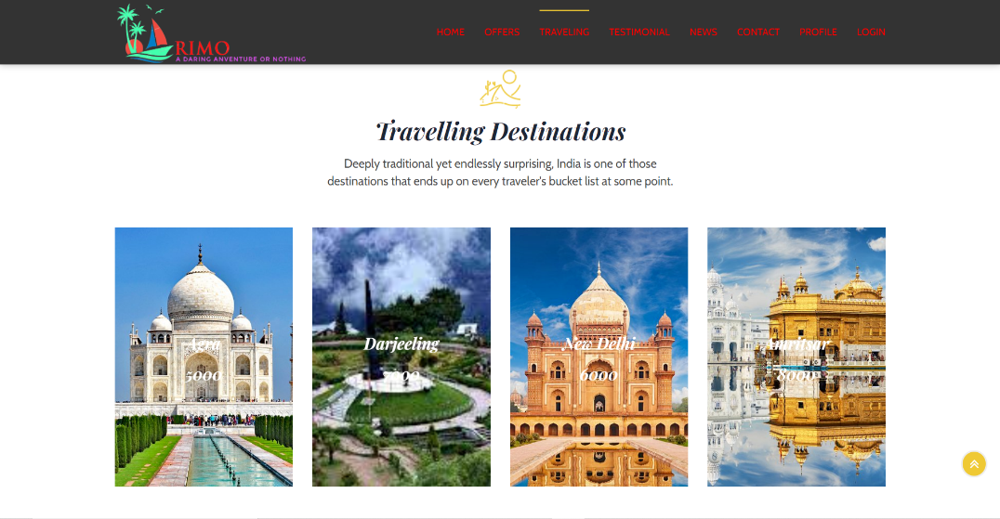 RIMO
A DARING ANVENTURE OR NOTHING
HOME OFFERS TRAVELING TESTIMONIAL NEWS CONTACT PROFILE LOGIN
Travelling Destinations
Deeply traditional yet endlessly surprising, India is one of those
destinations that ends up on every traveler's bucket list at some point.
Agra Darjeeling New Delhi Amritsar
5000 6000 8000